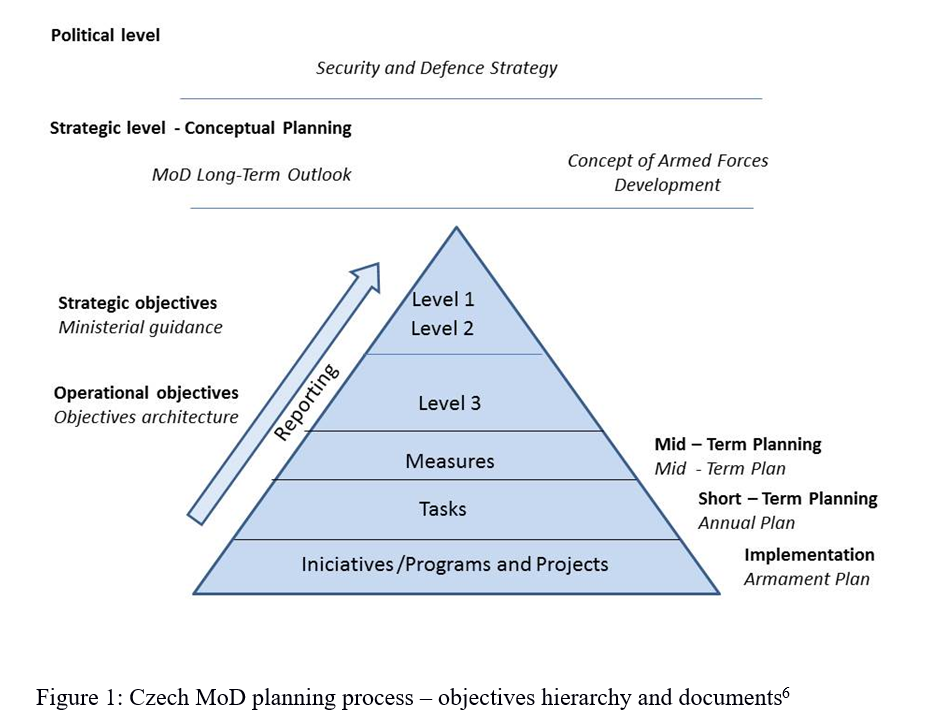 Political level
Security and Defence Strategy
Strategic level - Conceptual Planning
MoD Long-Term Outlook
Concept of Armed Forces
Development
Strategic objectives
Ministerial guidance
Operational objectives
Objectives architecture
Reporting
Level 1
Level 2
Level 3
Measures
Tasks
Iniciatives/Programs and Projects
Mid – Term Planning
Mid - Term Plan
Short – Term Planning
Annual Plan
Implementation
Armament Plan
Figure 1: Czech MoD planning process – objectives hierarchy and documents⁶